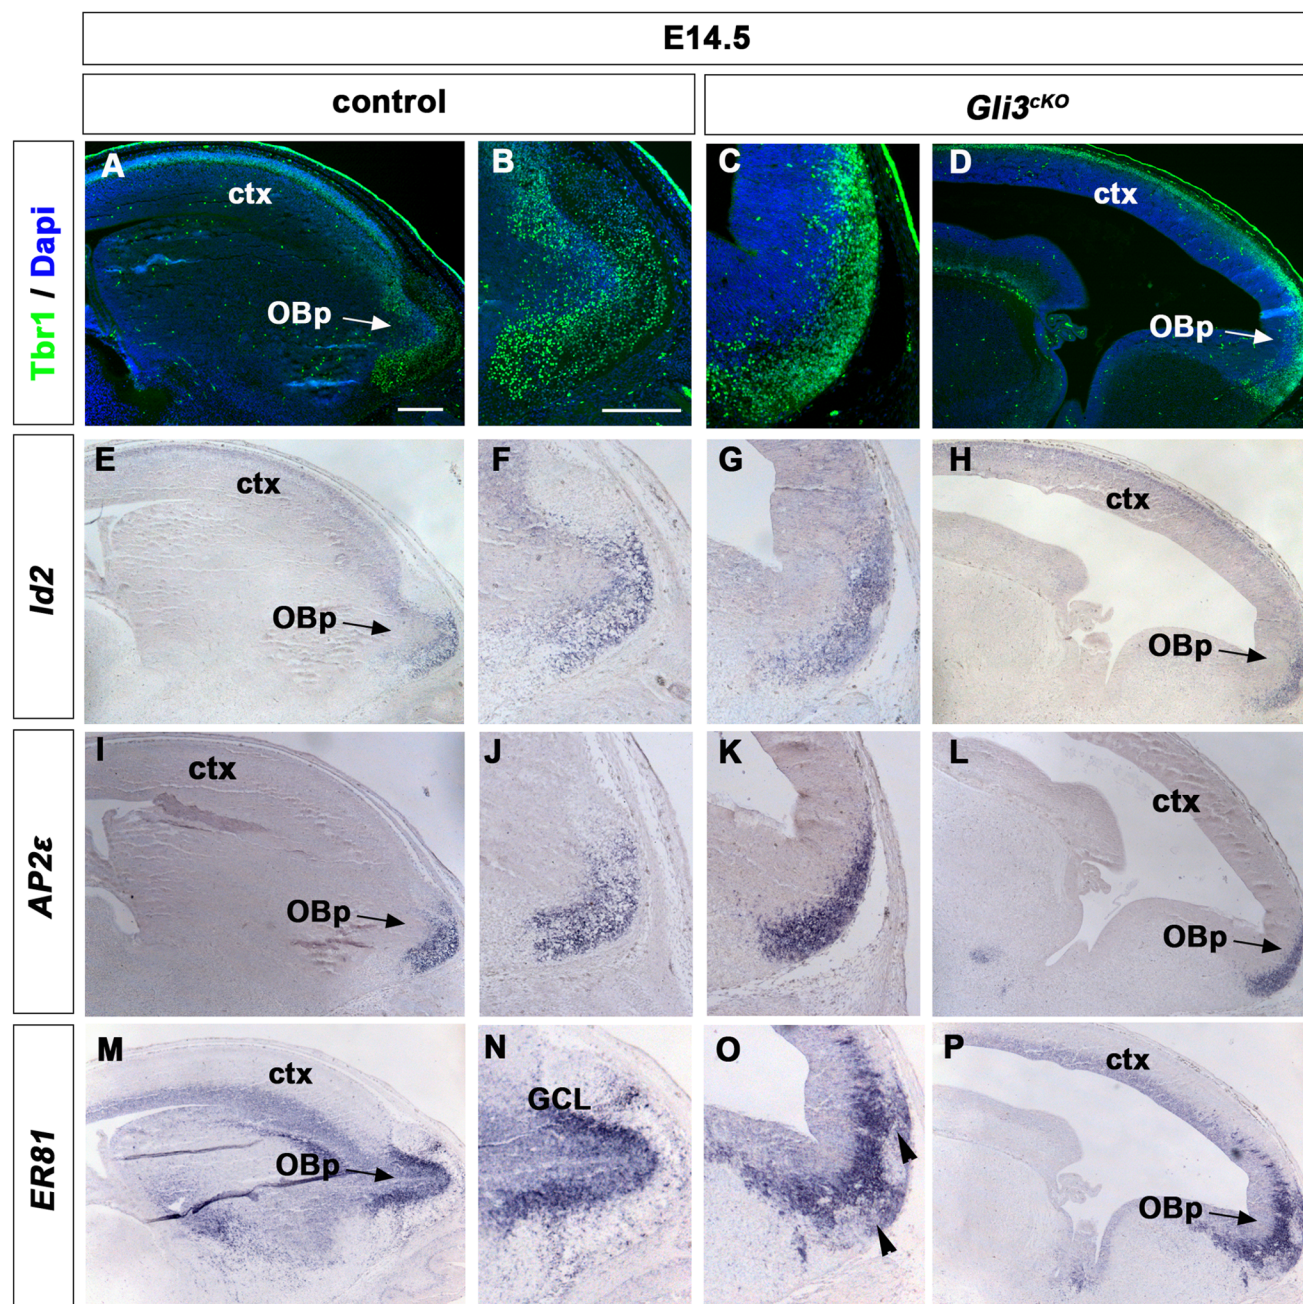 E14.5
control
Gli3cKO
Tbr1 / Dapi
A
ctx
OBp
B
C
D
ctx
OBp
Id2
E
ctx
OBp
F
G
H
ctx
OBp
AP2ε
I
ctx
OBp
J
K
L
ctx
OBp
ER81
M
ctx
OBp
N
GCL
O
P
ctx
OBp